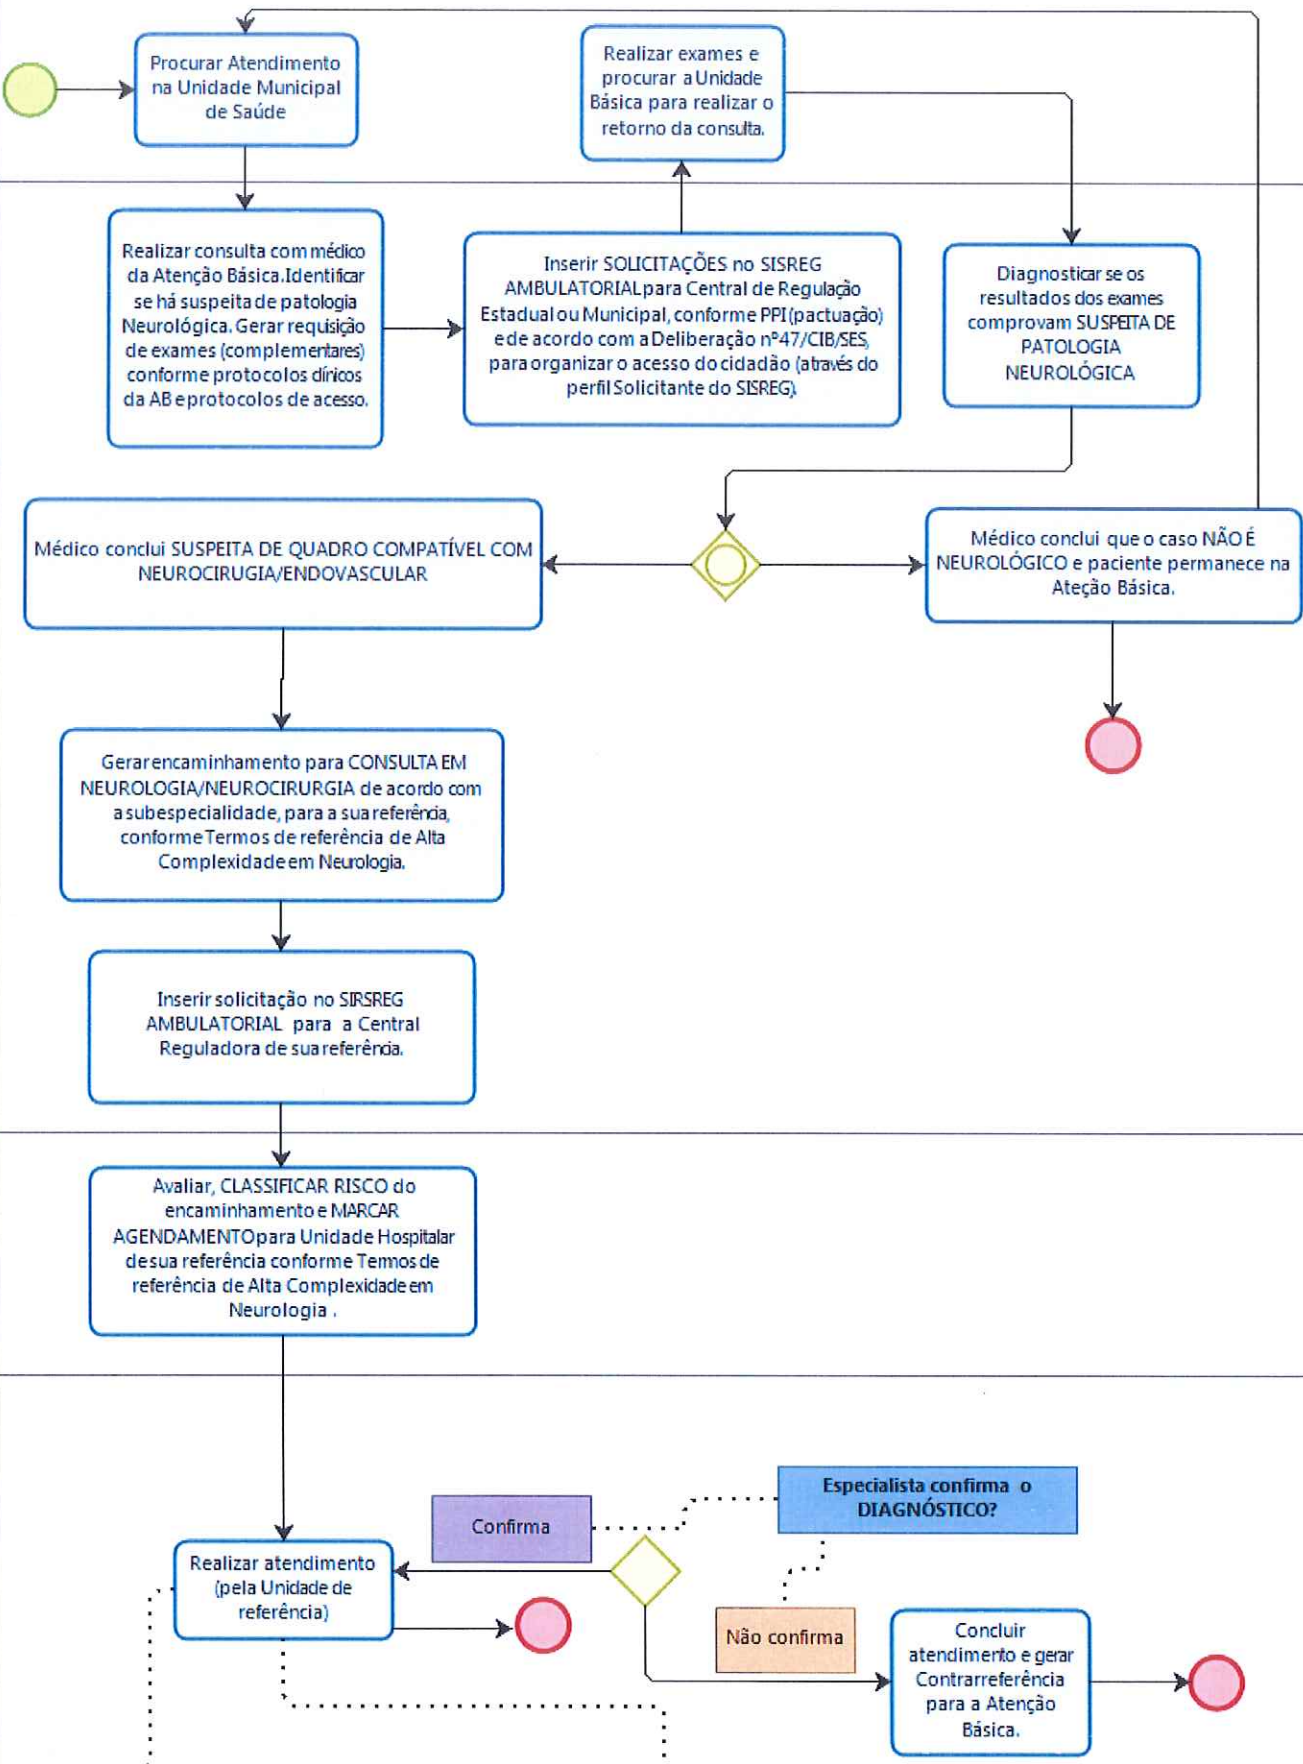 Procurar Atendimento
na Unidade Municipal
de Saúde
Realizar exames e
procurar a Unidade
Básica para realizar o
retorno da consulta.
Realizar consulta com médico
da Atenção Básica. Identificar
se há suspeita de patologia
Neurológica. Gerar requisição
de exames (complementares)
conforme protocolos clínicos
da AB e protocolos de acesso.
Inserir SOLICITAÇÕES no SISREG
AMBULATORIAL para Central de Regulação
Estadual ou Municipal, conforme PPI (pactuação)
e de acordo com a Deliberação nº47/CIB/SES,
para organizar o acesso do cidadão (através do
perfil Solicitante do SISREG).
Diagnosticar se os
resultados dos exames
comprovam SUSPEITA DE
PATOLOGIA
NEUROLÓGICA
Médico conclui SUSPEITA DE QUADRO COMPATÍVEL COM
NEUROCIRUGIA/ENDOVASCULAR
Médico conclui que o caso NÃO É
NEUROLÓGICO e paciente permanece na
Ateção Básica.
Gerar encaminhamento para CONSULTA EM
NEUROLOGIA/NEUROCIRURGIA de acordo com
a subespecialidade, para a sua referência,
conforme Termos de referência de Alta
Complexidade em Neurologia.
Inserir solicitação no SIRSREG
AMBULATORIAL para a Central
Reguladora de sua referência.
Avaliar, CLASSIFICAR RISCO do
encaminhamento e MARCAR
AGENDAMENTO para Unidade Hospitalar
de sua referência conforme Termos de
referência de Alta Complexidade em
Neurologia .
Especialista confirma o
DIAGNÓSTICO?
Confirma
Realizar atendimento
(pela Unidade de
referência)
Não confirma
Concluir
atendimento e gerar
Contrarreferência
para a Atenção
Básica.